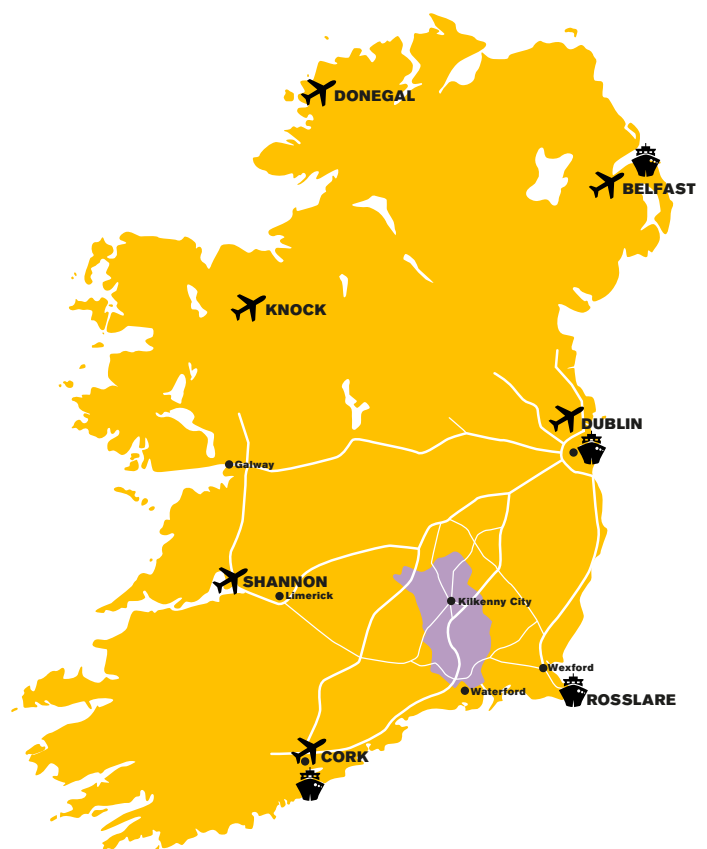 DONEGAL
BELFAST
KNOCK
DUBLIN
Galway
SHANNON
Limerick
Kilkenny City
Wexford
Waterford
ROSSLARE
CORK